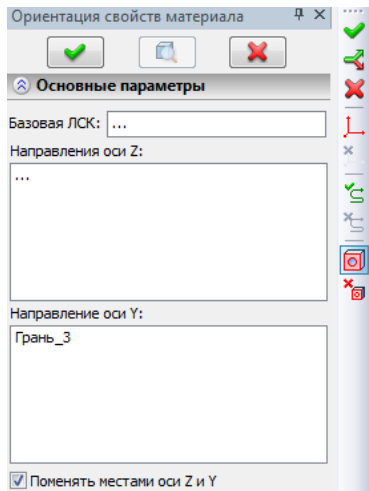 Ориентация свойств материала
Основные параметры
Базовая ЛСК: ...
Направления оси Z:
...
Направление оси Y:
Грань_3
Поменять местами оси Z и Y